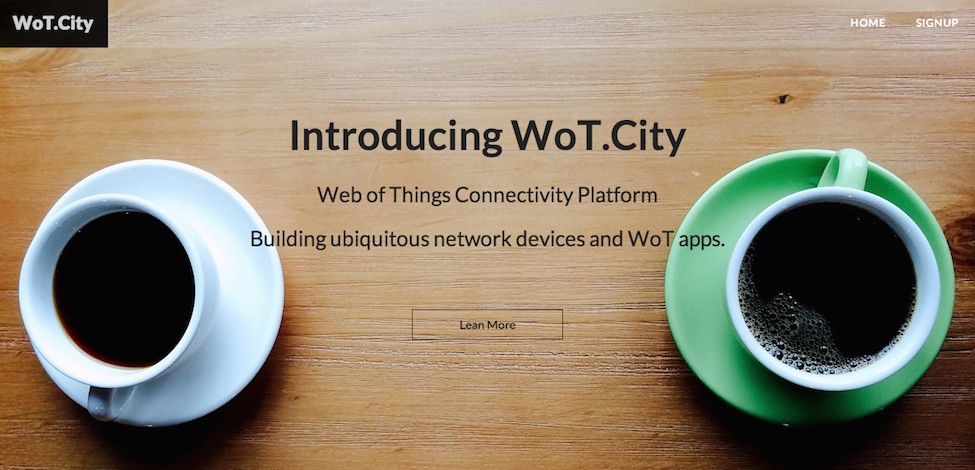 WoT.City
HOME SIGNUP
Introducing WoT.City
Web of Things Connectivity Platform
Building ubiquitous network devices and WoT apps.
Lean More